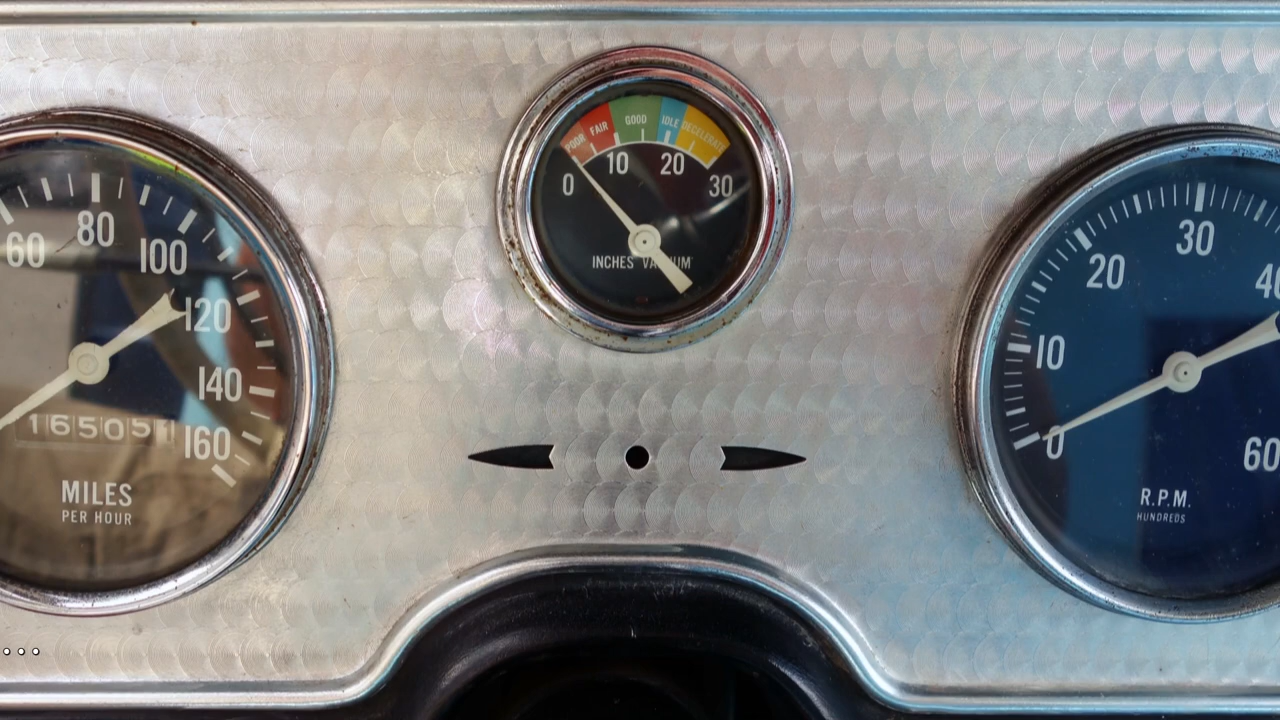 60 80 100 120 140 160
165051
MILES
PER HOUR
POOR FAIR GOOD IDLE DECELERATE
0 10 20 30
INCHES VACUUM
0 10 20 30 40 60
R.P.M.
HUNDREDS